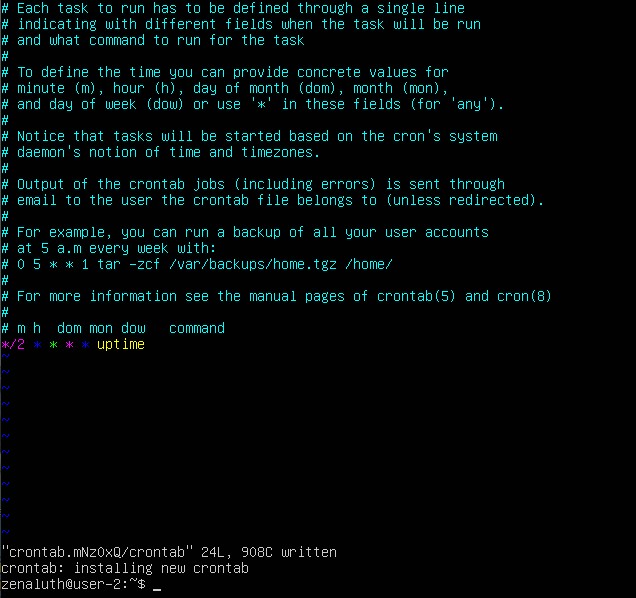 # Each task to run has to be defined through a single line
# indicating with different fields when the task will be run
# and what command to run for the task
#
# To define the time you can provide concrete values for
# minute (m), hour (h), day of month (dom), month (mon),
# and day of week (dow) or use '*' in these fields (for 'any').
#
# Notice that tasks will be started based on the cron's system
# daemon's notion of time and timezones.
#
# Output of the crontab jobs (including errors) is sent through
# email to the user the crontab file belongs to (unless redirected).
#
# For example, you can run a backup of all your user accounts
# at 5 a.m every week with:
# 0 5 * * 1 tar -zcf /var/backups/home.tgz /home/
#
# For more information see the manual pages of crontab(5) and cron(8)
#
# m h  dom mon dow   command
*/2 * * * * uptime
~
~
~
~
~
~
~
~
~
~
~
~
"crontab.mNz0xQ/crontab" 24L, 908C written
crontab: installing new crontab
zenaluth@user-2:~$ _